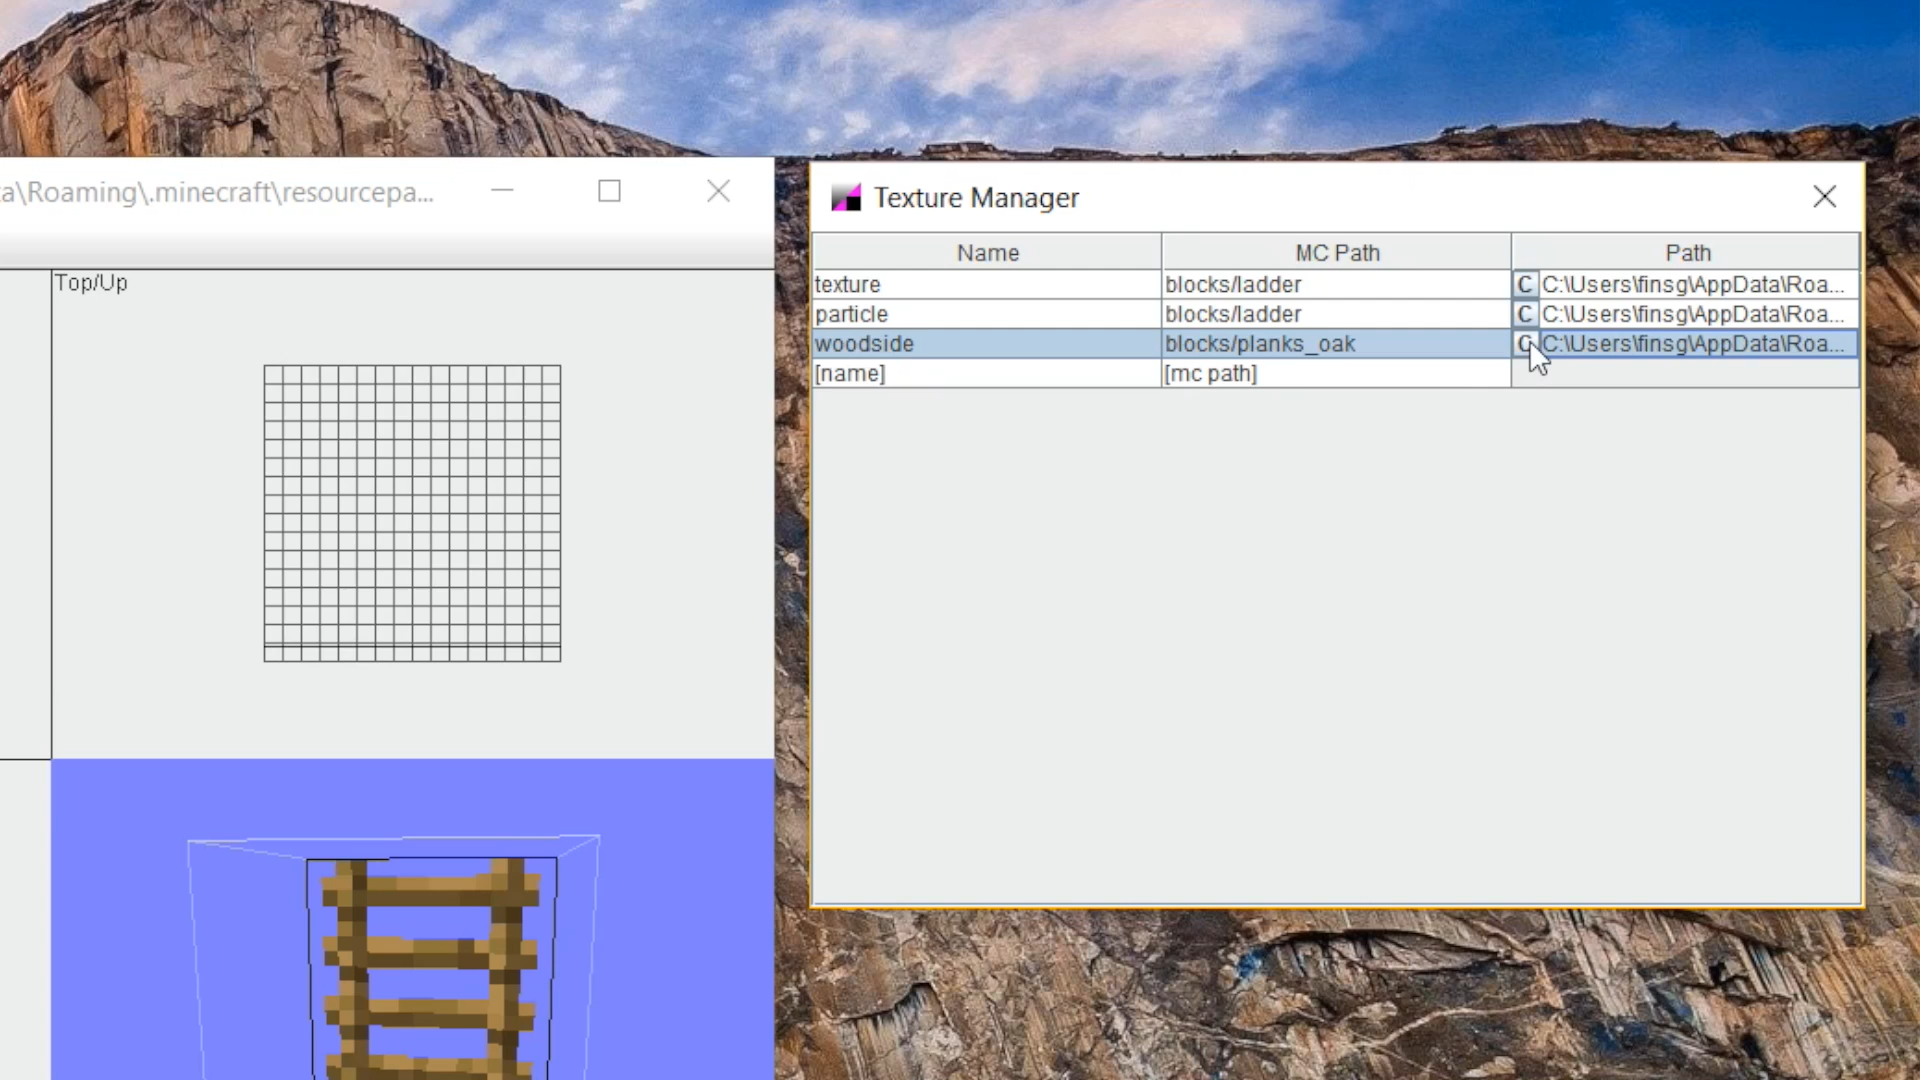 a\Roaming\.minecraft\resourcepa...
Top/Up
Texture Manager
Name MC Path Path
texture blocks/ladder C C:\Users\finsg\AppData\Roa...
particle blocks/ladder C C:\Users\finsg\AppData\Roa...
woodside blocks/planks_oak C C:\Users\finsg\AppData\Roa...
[name] [mc path]